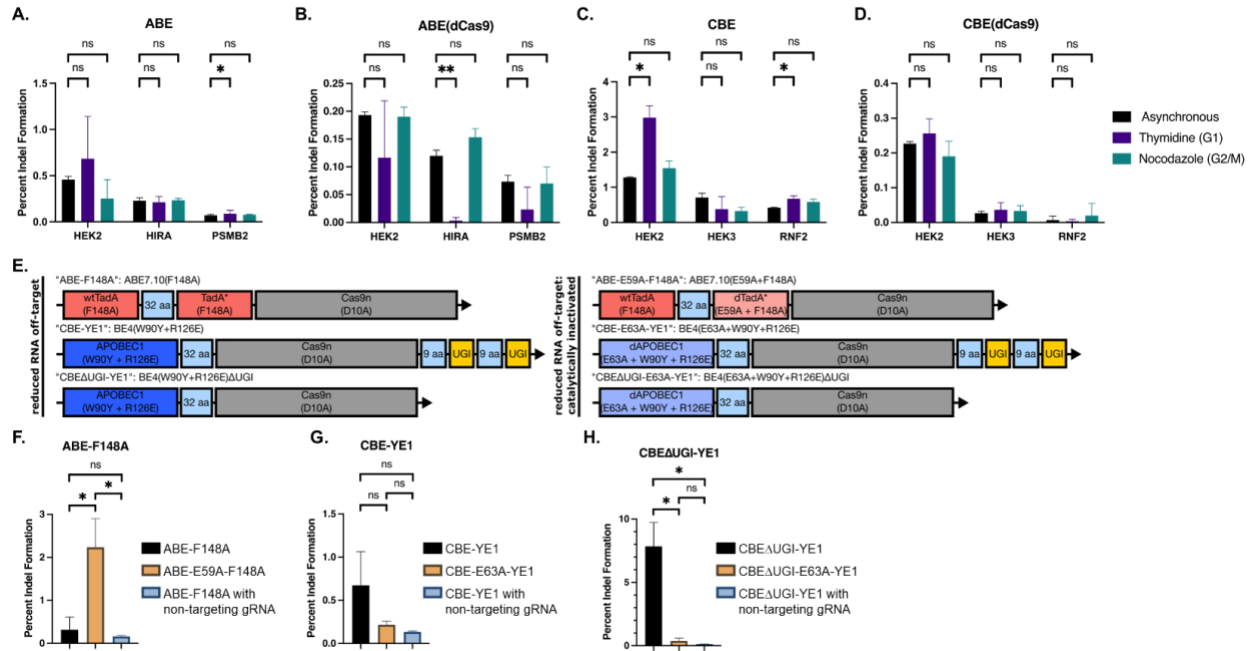 A.
ABE
ns ns ns
ns ns *
Percent Indel Formation
1.5
1.0
0.5
0.0
HEK2 HIRA PSMB2
B.
ABE(dCas9)
ns ns ns
ns ** ns
Percent Indel Formation
0.20
0.15
0.10
0.05
0.00
HEK2 HIRA PSMB2
C.
CBE
ns ns ns
* ns *
Percent Indel Formation
4
3
2
1
0
HEK2 HEK3 RNF2
D.
CBE(dCas9)
ns ns ns
ns ns ns
Percent Indel Formation
0.4
0.3
0.2
0.1
0.0
HEK2 HEK3 RNF2
Asynchronous
Thymidine (G1)
Nocodazole (G2/M)
E.
reduced RNA off-target
"ABE-F148A": ABE7.10(F148A)
wtTadA (F148A) 32 aa TadA* (F148A) Cas9n (D10A)
"CBE-YE1": BE4(W90Y+R126E)
APOBEC1 (W90Y + R126E) 32 aa Cas9n (D10A) 9 aa UGI 9 aa UGI
"CBEΔUGI-YE1": BE4(W90Y+R126E)ΔUGI
APOBEC1 (W90Y + R126E) 32 aa Cas9n (D10A)
reduced RNA off-target;
catalytically inactivated
"ABE-E59A-F148A": ABE7.10(E59A+F148A)
wtTadA (F148A) 32 aa dTadA* (E59A + F148A) Cas9n (D10A)
"CBE-E63A-YE1": BE4(E63A+W90Y+R126E)
dAPOBEC1 (E63A + W90Y + R126E) 32 aa Cas9n (D10A) 9 aa UGI 9 aa UGI
"CBEΔUGI-E63A-YE1": BE4(E63A+W90Y+R126E)ΔUGI
dAPOBEC1 (E63A + W90Y + R126E) 32 aa Cas9n (D10A)
F.
ABE-F148A
ns
* *
Percent Indel Formation
3
2
1
0
ABE-F148A
ABE-E59A-F148A
ABE-F148A with
non-targeting gRNA
G.
CBE-YE1
ns
ns ns
Percent Indel Formation
1.5
1.0
0.5
0.0
CBE-YE1
CBE-E63A-YE1
CBE-YE1 with
non-targeting gRNA
H.
CBEΔUGI-YE1
*
* ns
Percent Indel Formation
10
5
0
CBEΔUGI-YE1
CBEΔUGI-E63A-YE1
CBEΔUGI-YE1 with
non-targeting gRNA